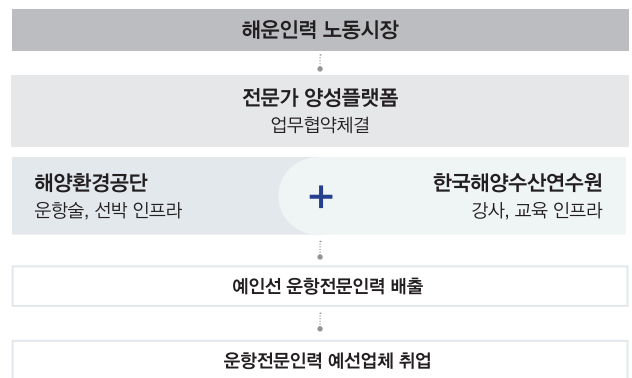 해운인력 노동시장
전문가 양성플랫폼
업무협약체결
해양환경공단
운항술, 선박 인프라
+
한국해양수산연수원
강사, 교육 인프라
예인선 운항전문인력 배출
운항전문인력 예선업체 취업